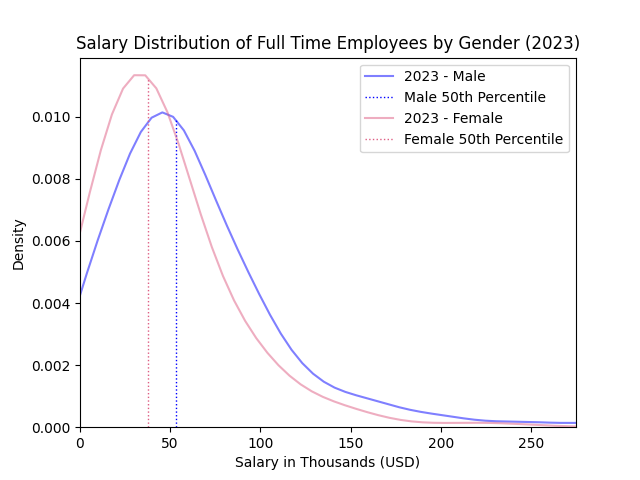 Salary Distribution of Full Time Employees by Gender (2023)
2023 - Male
Male 50th Percentile
2023 - Female
Female 50th Percentile
Density
0.010
0.008
0.006
0.004
0.002
0.000
0 50 100 150 200 250
Salary in Thousands (USD)